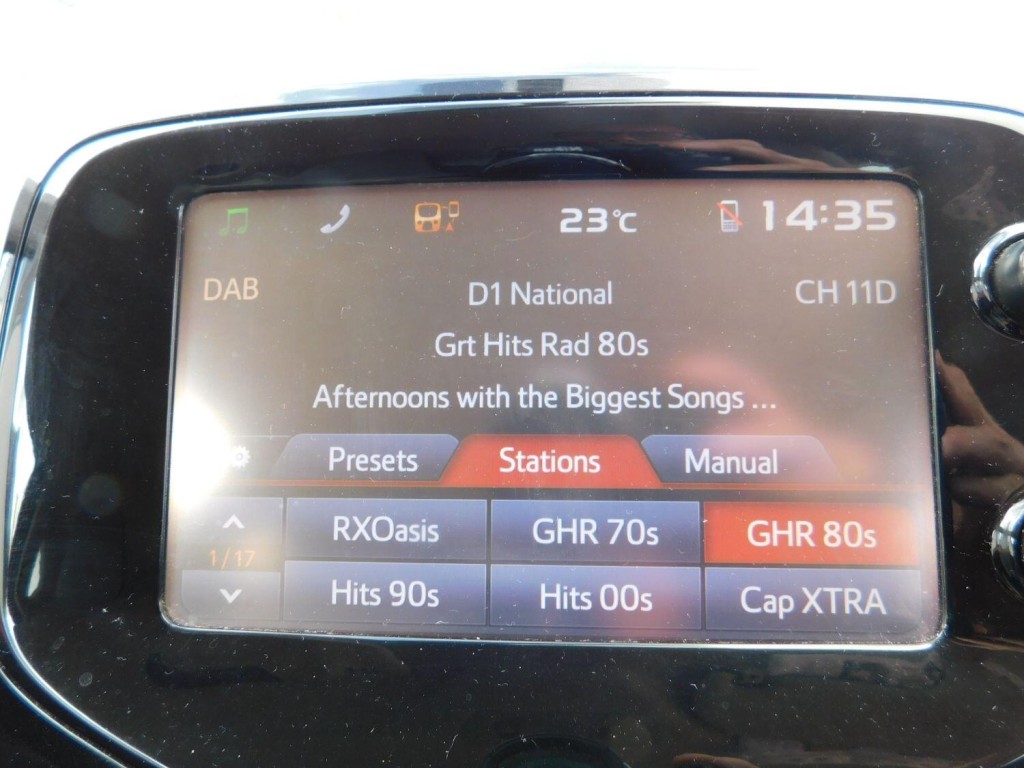 23°C 14:35
DAB D1 National CH 11D
Grt Hits Rad 80s
Afternoons with the Biggest Songs ...
Presets Stations Manual
RXOasis GHR 70s GHR 80s
1/17
Hits 90s Hits 00s Cap XTRA